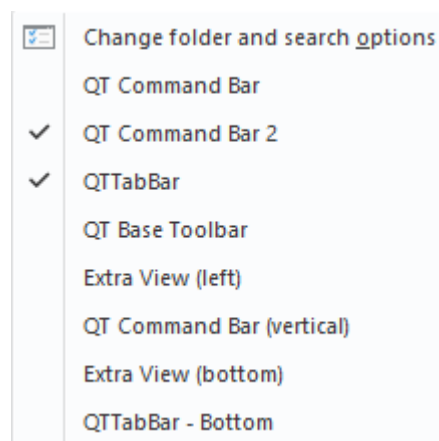 Change folder and search options
QT Command Bar
QT Command Bar 2
QTTabBar
QT Base Toolbar
Extra View (left)
QT Command Bar (vertical)
Extra View (bottom)
QTTabBar - Bottom